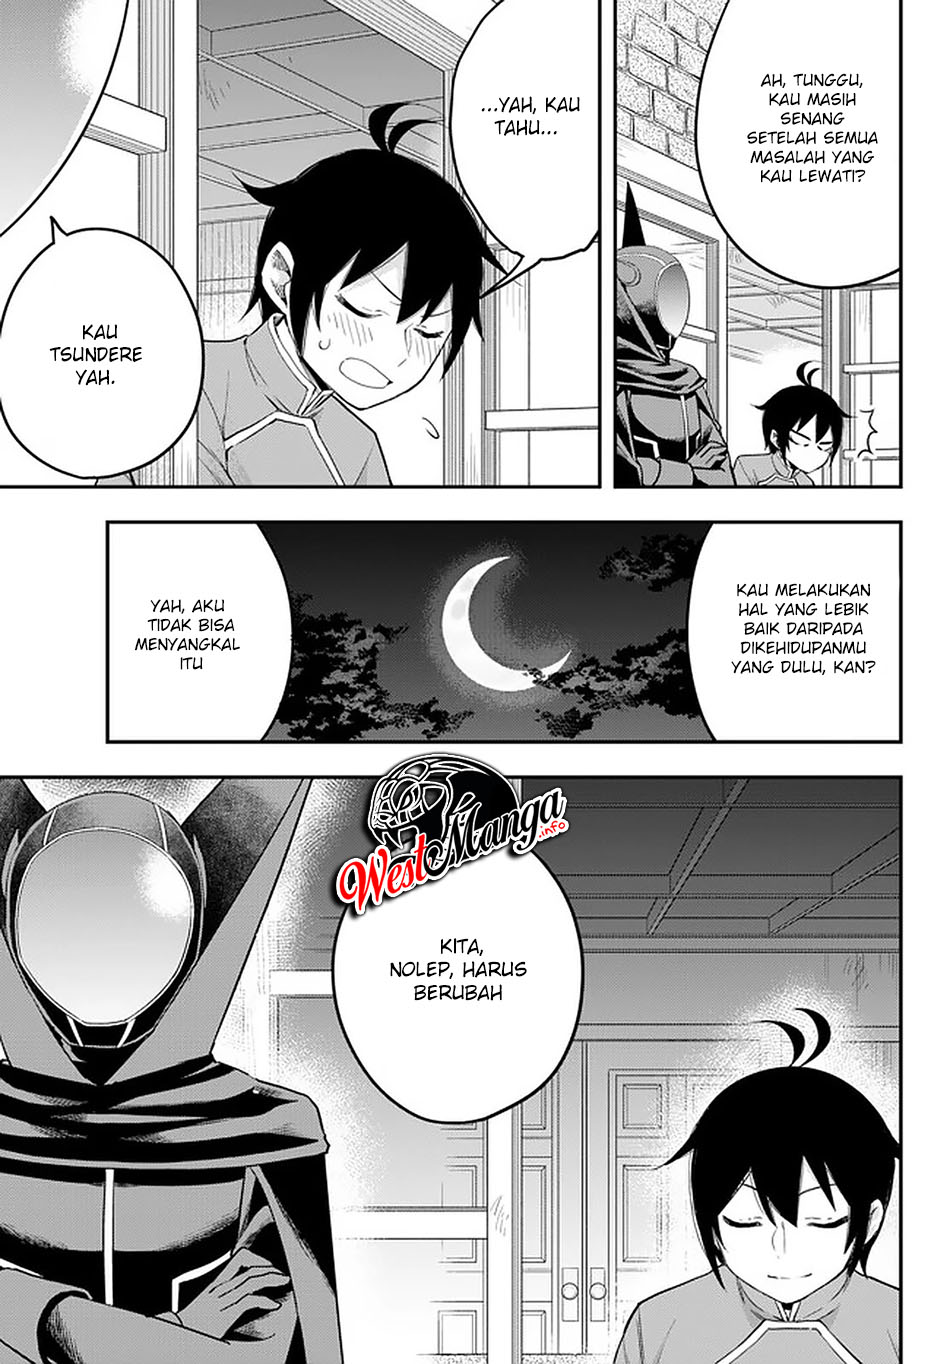 AH, TUNGGU,
KAU MASIH
SENANG
SETELAH SEMUA
MASALAH YANG
KAU LEWATI?
...YAH, KAU
TAHU...
KAU
TSUNDERE
YAH.
KAU MELAKUKAN
HAL YANG LEBIK
BAIK DARIPADA
DIKEHIDUPANMU
YANG DULU, KAN?
YAH, AKU
TIDAK BISA
MENYANGKAL
ITU
WestManga
.info
KITA,
NOLEP, HARUS
BERUBAH